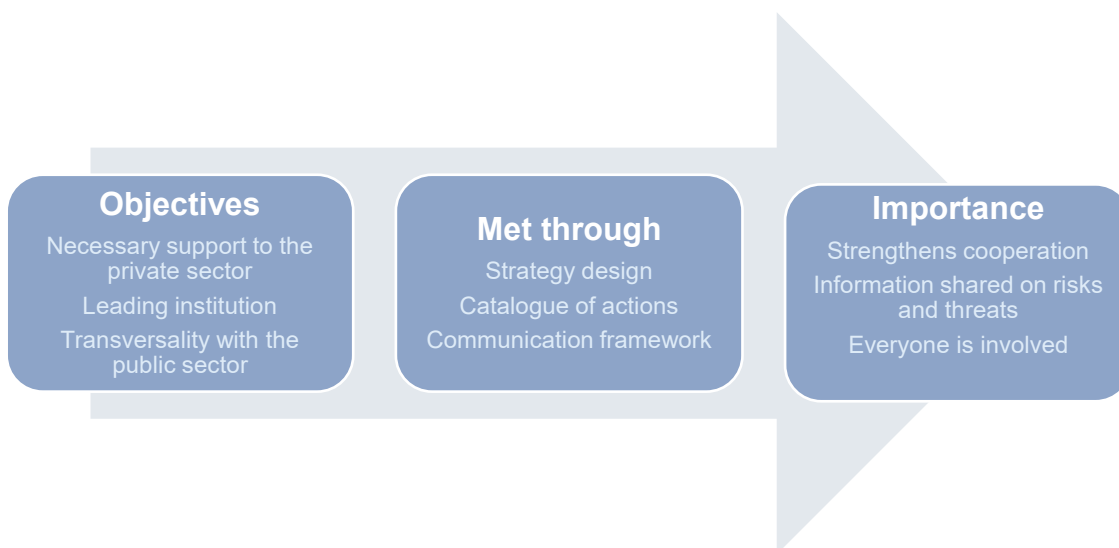 Objectives
Necessary support to the
private sector
Leading institution
Transversality with the
public sector
Met through
Strategy design
Catalogue of actions
Communication framework
Importance
Strengthens cooperation
Information shared on risks
and threats
Everyone is involved